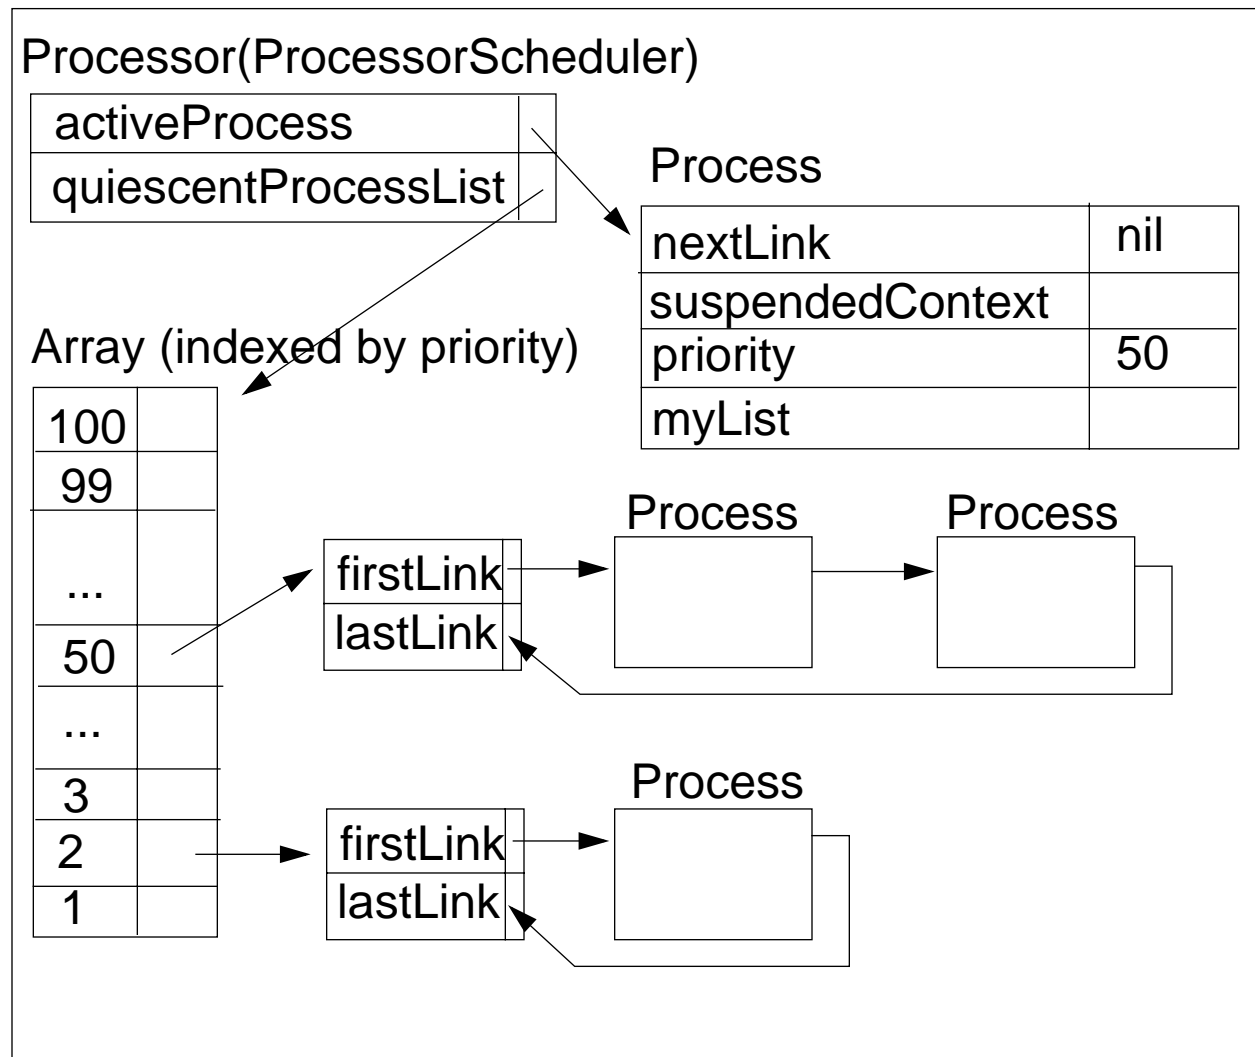 Processor(ProcessorScheduler)
activeProcess
quiescentProcessList
Process
nextLink nil
suspendedContext
priority 50
myList
Array (indexed by priority)
100
99
...
50
...
3
2
1
Process Process
firstLink
lastLink
Process
firstLink
lastLink